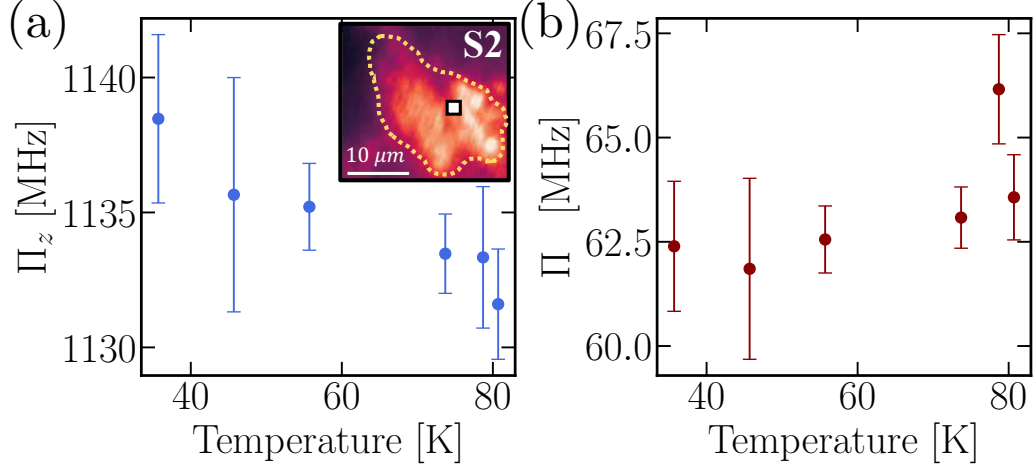 (a)
S2
10 μm
Π_z [MHz]
1140
1135
1130
40
60
80
Temperature [K]
(b)
Π [MHz]
67.5
65.0
62.5
60.0
40
60
80
Temperature [K]